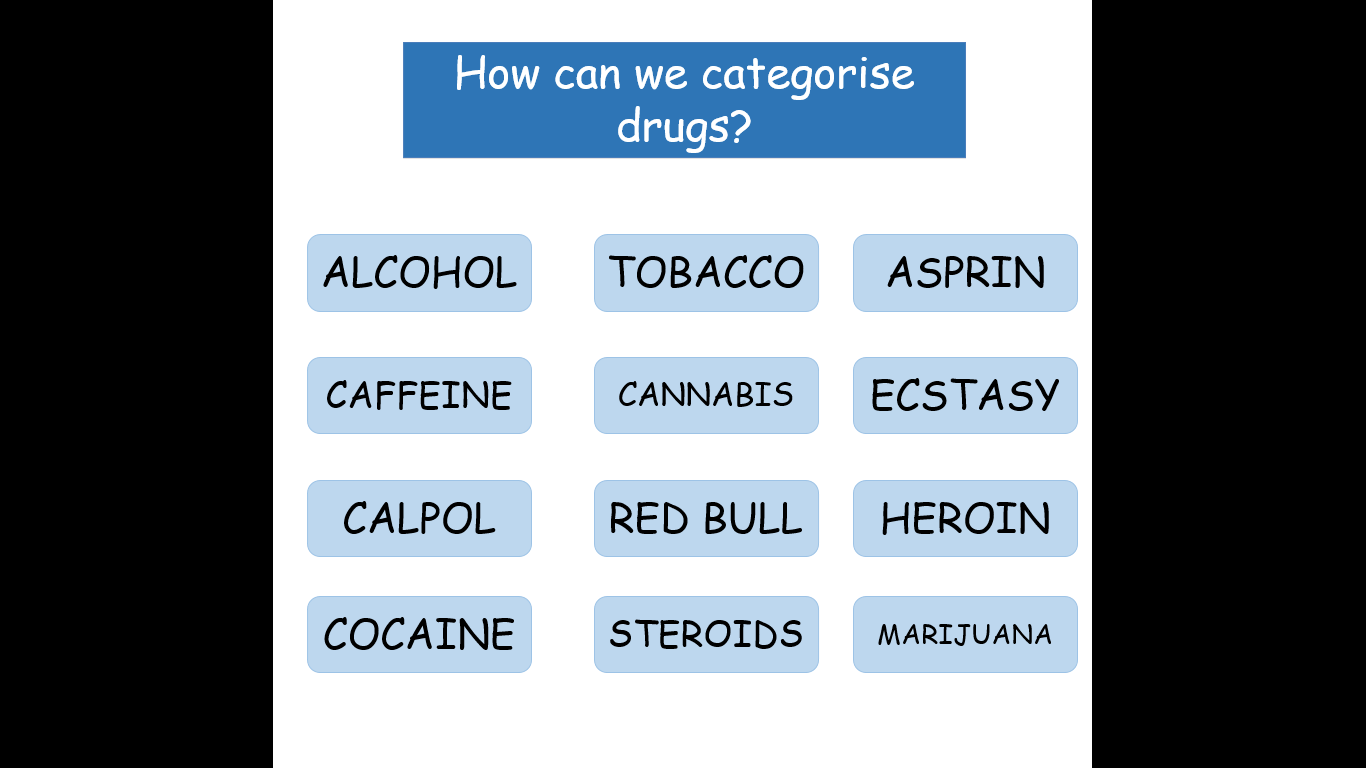 How can we categorise
drugs?
ALCOHOL
TOBACCO
ASPRIN
CAFFEINE
CANNABIS
ECSTASY
CALPOL
RED BULL
HEROIN
COCAINE
STEROIDS
MARIJUANA